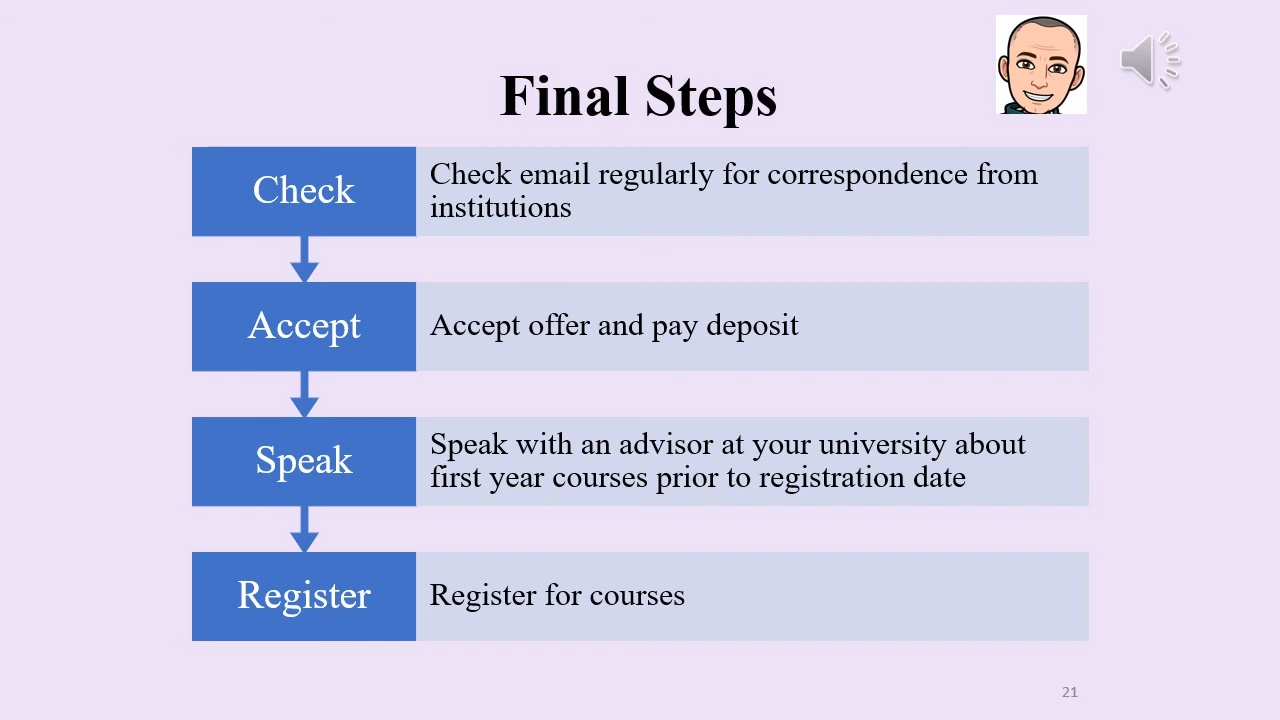 Final Steps
Check
Check email regularly for correspondence from
institutions
Accept
Accept offer and pay deposit
Speak
Speak with an advisor at your university about
first year courses prior to registration date
Register
Register for courses
21